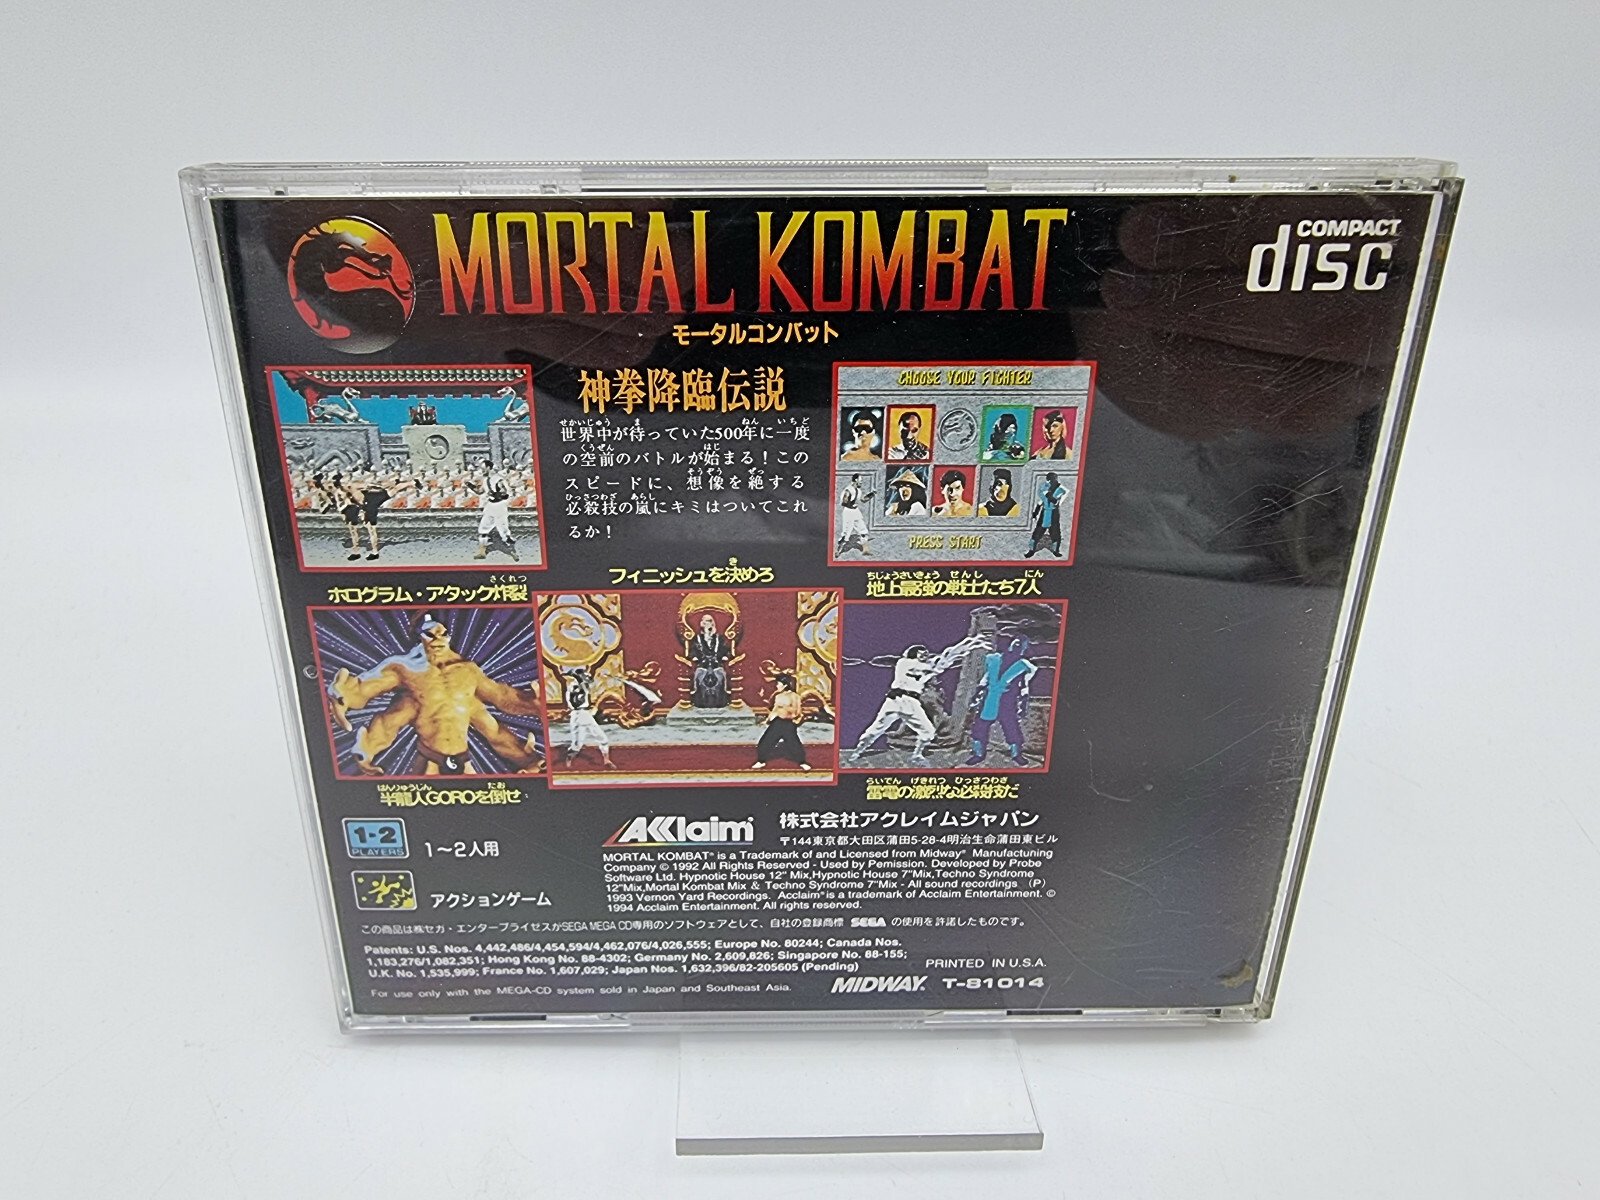 MORTAL KOMBAT
COMPACT
disc
モータルコンバット
神拳降臨伝説
世界中が待っていた500年に一度
の空前のバトルが始まる！この
スピードに、想像を絶する
必殺技の嵐にキミはついてこれ
るか！
CHOOSE YOUR FIGHTER
PRESS START
ホログラム・アタック炸裂
フィニッシュを決めろ
地上最強の戦士たち7人
半龍人GOROを倒せ
雷電の激烈な必殺技だ
1-2
PLAYERS
1〜2人用
アクションゲーム
AKKlaim
株式会社アクレイムジャパン
〒144東京都大田区蒲田5-28-4明治生命蒲田東ビル
MORTAL KOMBAT® is a Trademark of and Licensed from Midway® Manufacturing
Company © 1992 All Rights Reserved - Used by Pemission. Developed by Probe
Software Ltd. Hypnotic House 12" Mix,Hypnotic House 7"Mix,Techno Syndrome
12"Mix,Mortal Kombat Mix & Techno Syndrome 7"Mix - All sound recordings (P)
1993 Vernon Yard Recordings. Acclaim® is a trademark of Acclaim Entertainment. ©
1994 Acclaim Entertainment. All rights reserved.
この商品は㈱セガ・エンタープライゼスがSEGA MEGA CD専用のソフトウェアとして、自社の登録商標 SEGA の使用を許諾したものです。
Patents: U.S. Nos. 4,442,486/4,454,594/4,462,076/4,026,555; Europe No. 80244; Canada Nos.
1,183,276/1,082,351; Hong Kong No. 88-4302; Germany No. 2,609,826; Singapore No. 88-155;
U.K. No. 1,535,999; France No. 1,607,029; Japan Nos. 1,632,396/82-205605 (Pending)
PRINTED IN U.S.A.
For use only with the MEGA-CD system sold in Japan and Southeast Asia.
MIDWAY. T-81014